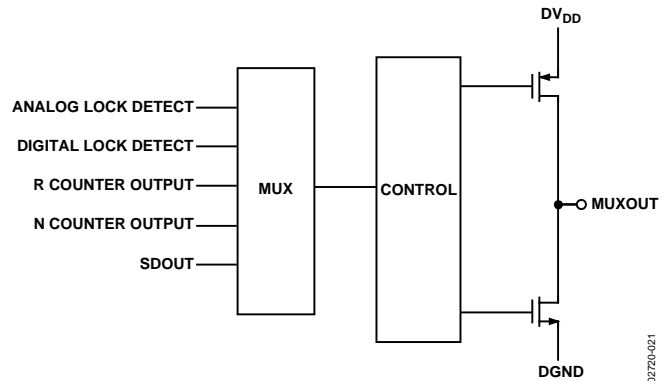 DVDD
ANALOG LOCK DETECT
DIGITAL LOCK DETECT
R COUNTER OUTPUT
N COUNTER OUTPUT
SDOUT
MUX
CONTROL
MUXOUT
DGND
02720-021